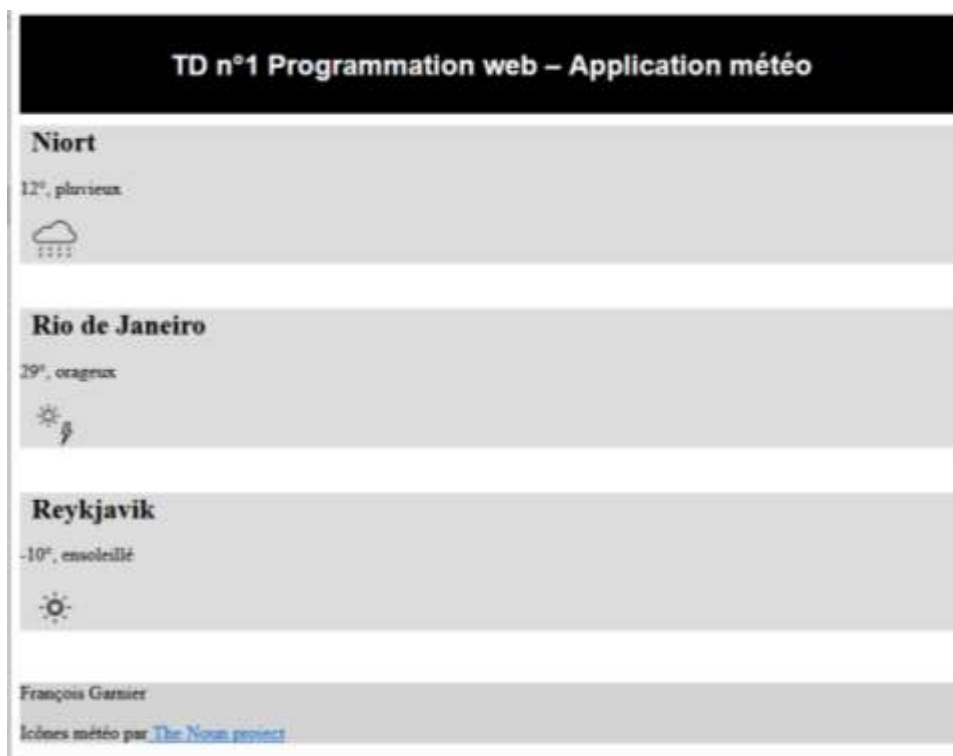 TD n°1 Programmation web – Application météo
Niort
12°, pluvieux
Rio de Janeiro
29°, orageux
Reykjavik
-10°, ensoleillé
François Garnier
Icônes météo par The Noun project